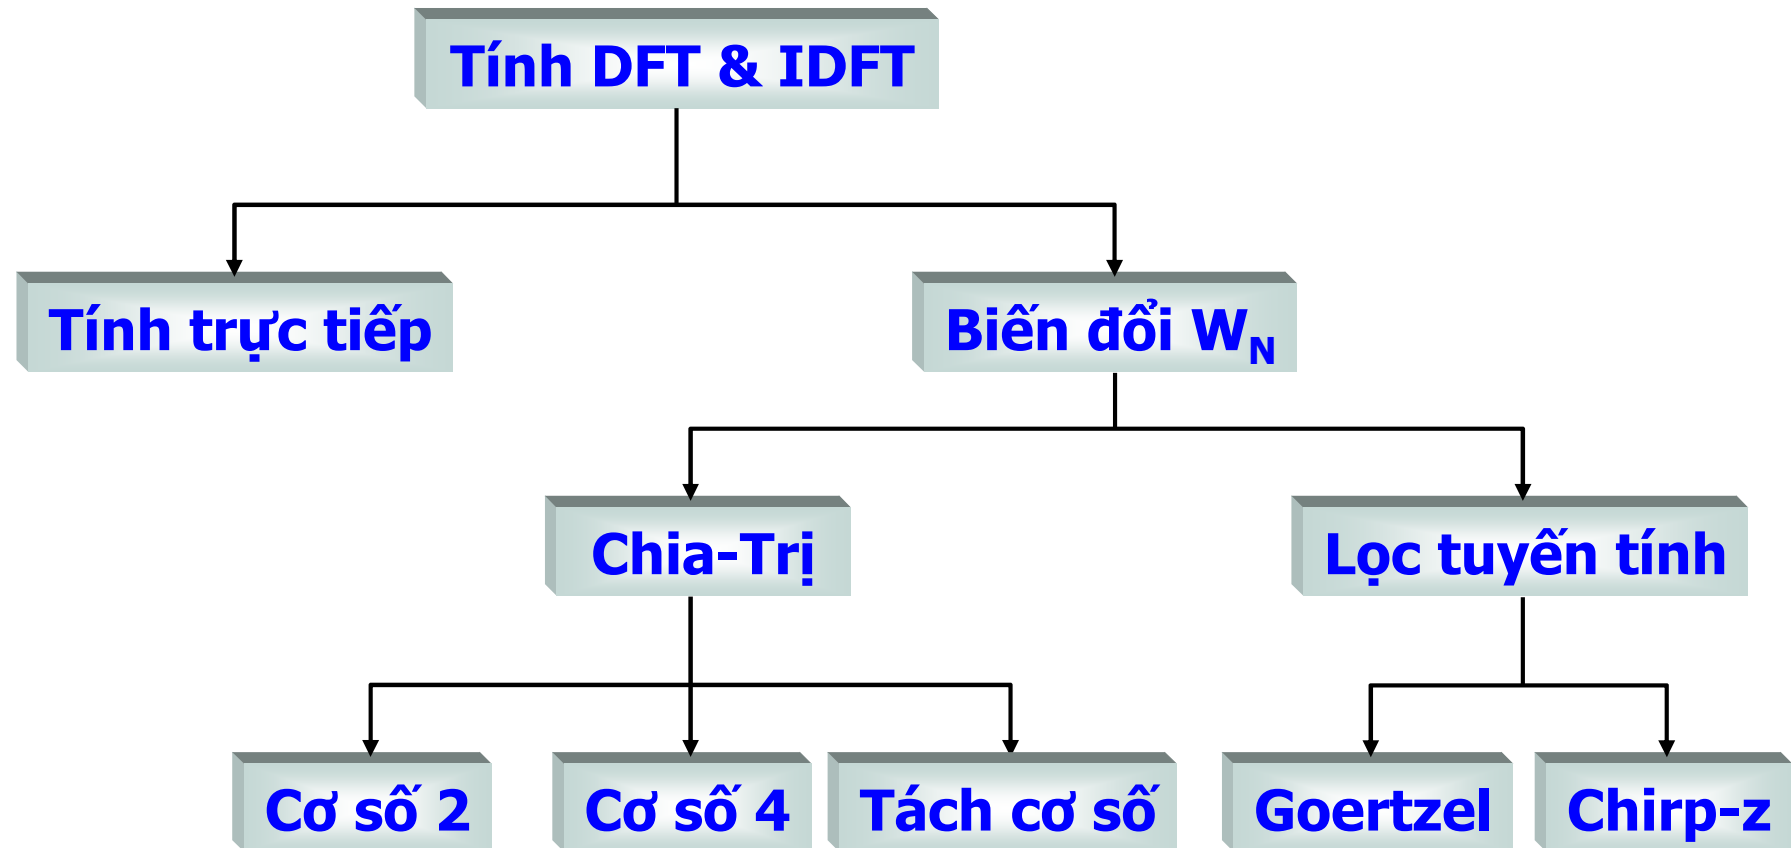 Tính DFT & IDFT
Tính trực tiếp
Biến đổi W_N
Chia-Trị
Lọc tuyến tính
Cơ số 2
Cơ số 4
Tách cơ số
Goertzel
Chirp-z